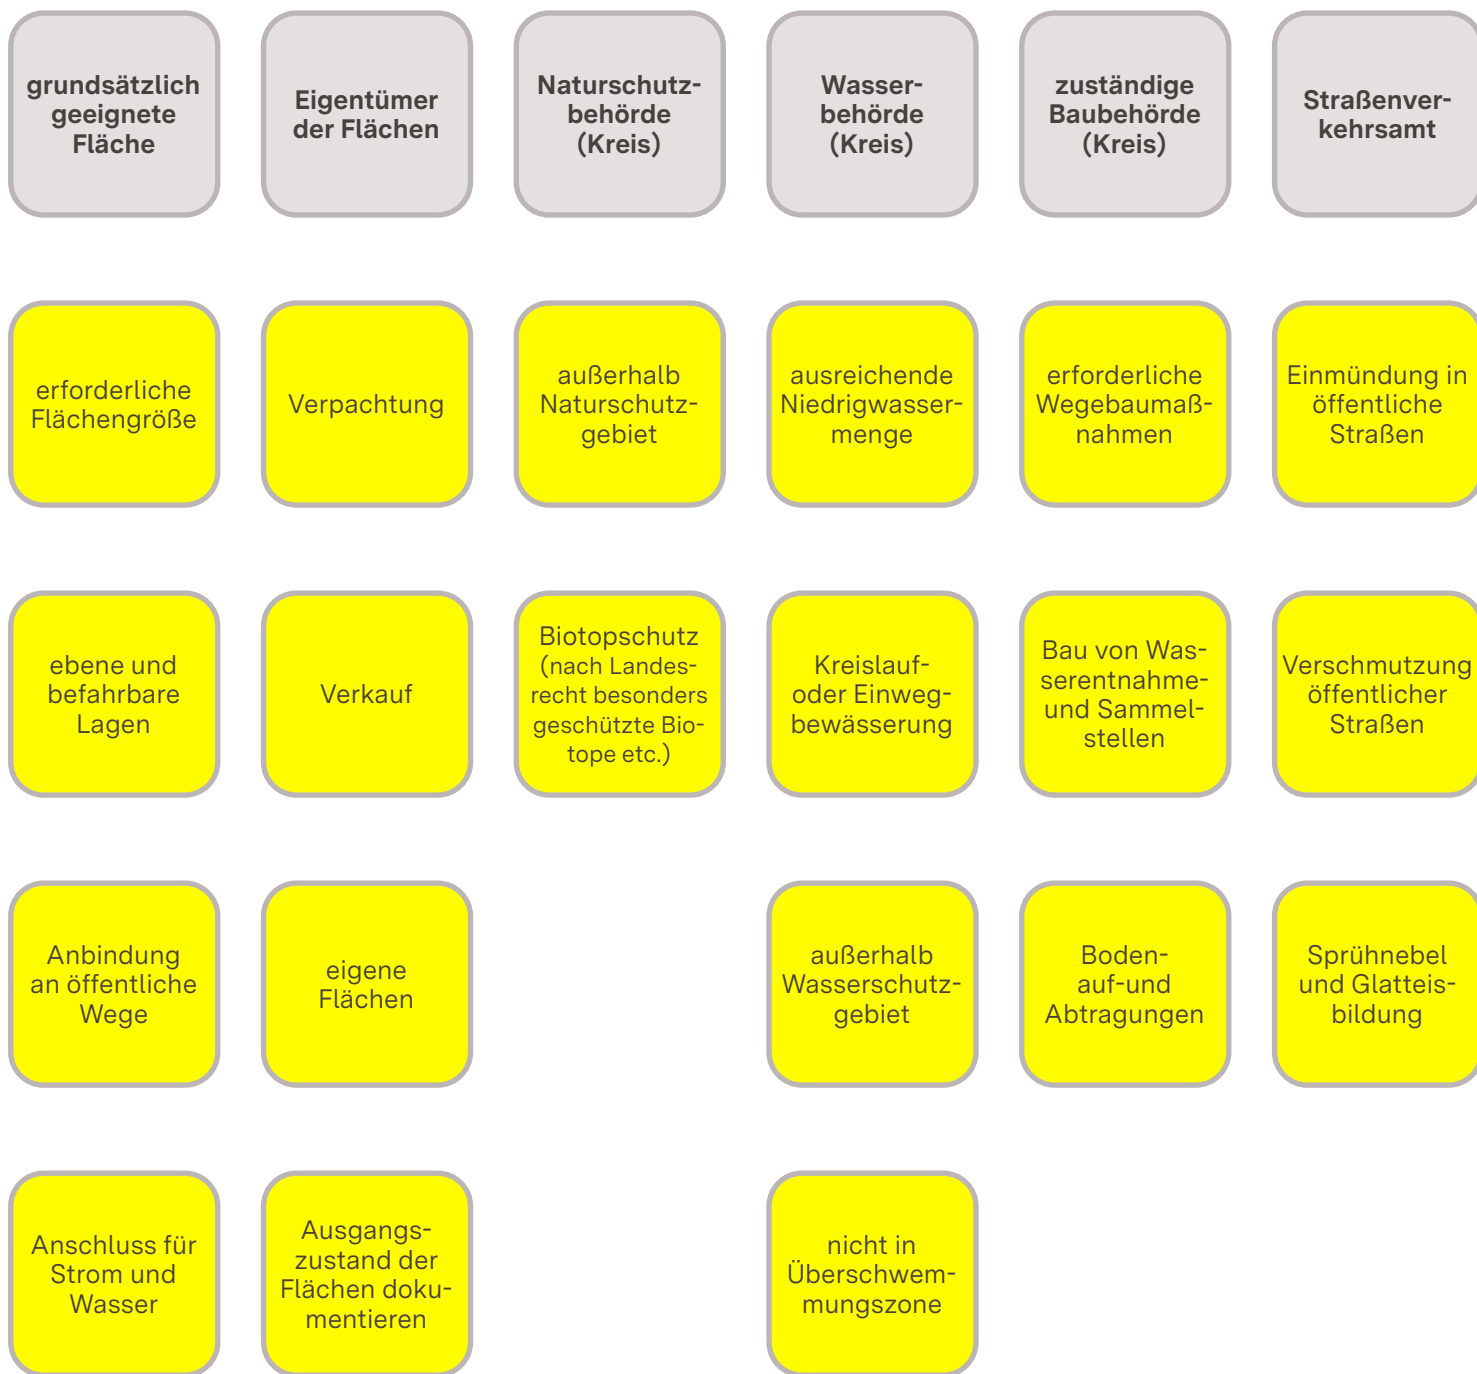 grundsätzlich
geeignete
Fläche
Eigentümer
der Flächen
Naturschutz-
behörde
(Kreis)
Wasser-
behörde
(Kreis)
zuständige
Baubehörde
(Kreis)
Straßenver-
kehrsamt
erforderliche
Flächengröße
Verpachtung
außerhalb
Naturschutz-
gebiet
ausreichende
Niedrigwasser-
menge
erforderliche
Wegebaumaß-
nahmen
Einmündung in
öffentliche
Straßen
ebene und
befahrbare
Lagen
Verkauf
Biotopschutz
(nach Landes-
recht besonders
geschützte Bio-
tope etc.)
Kreislauf-
oder Einweg-
bewässerung
Bau von Was-
serentnahme-
und Sammel-
stellen
Verschmutzung
öffentlicher
Straßen
Anbindung
an öffentliche
Wege
eigene
Flächen
außerhalb
Wasserschutz-
gebiet
Boden-
auf-und
Abtragungen
Sprühnebel
und Glatteis-
bildung
Anschluss für
Strom und
Wasser
Ausgangs-
zustand der
Flächen doku-
mentieren
nicht in
Überschwem-
mungszone